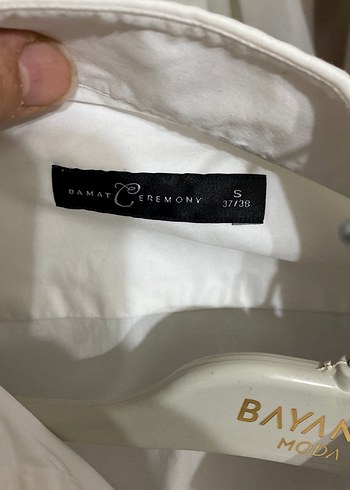 DAMAT CEREMONY
S
37/38
BAYAN
MODA